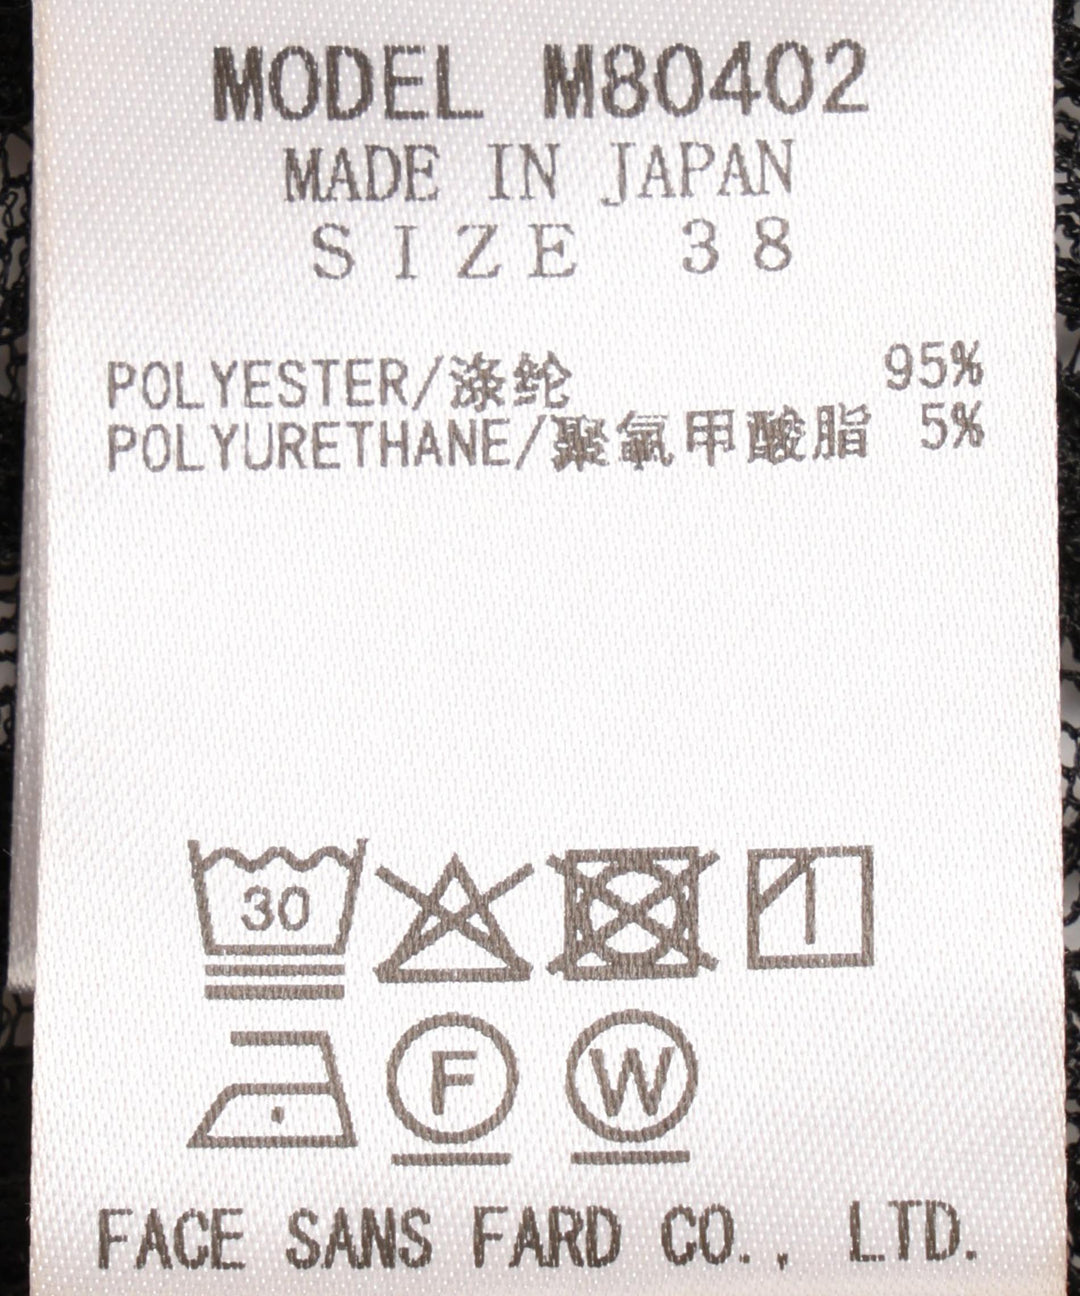 MODEL M80402
MADE IN JAPAN
SIZE 38
POLYESTER/涤纶 95%
POLYURETHANE/聚氧甲酸脂 5%
30
F W
FACE SANS FARD CO., LTD.